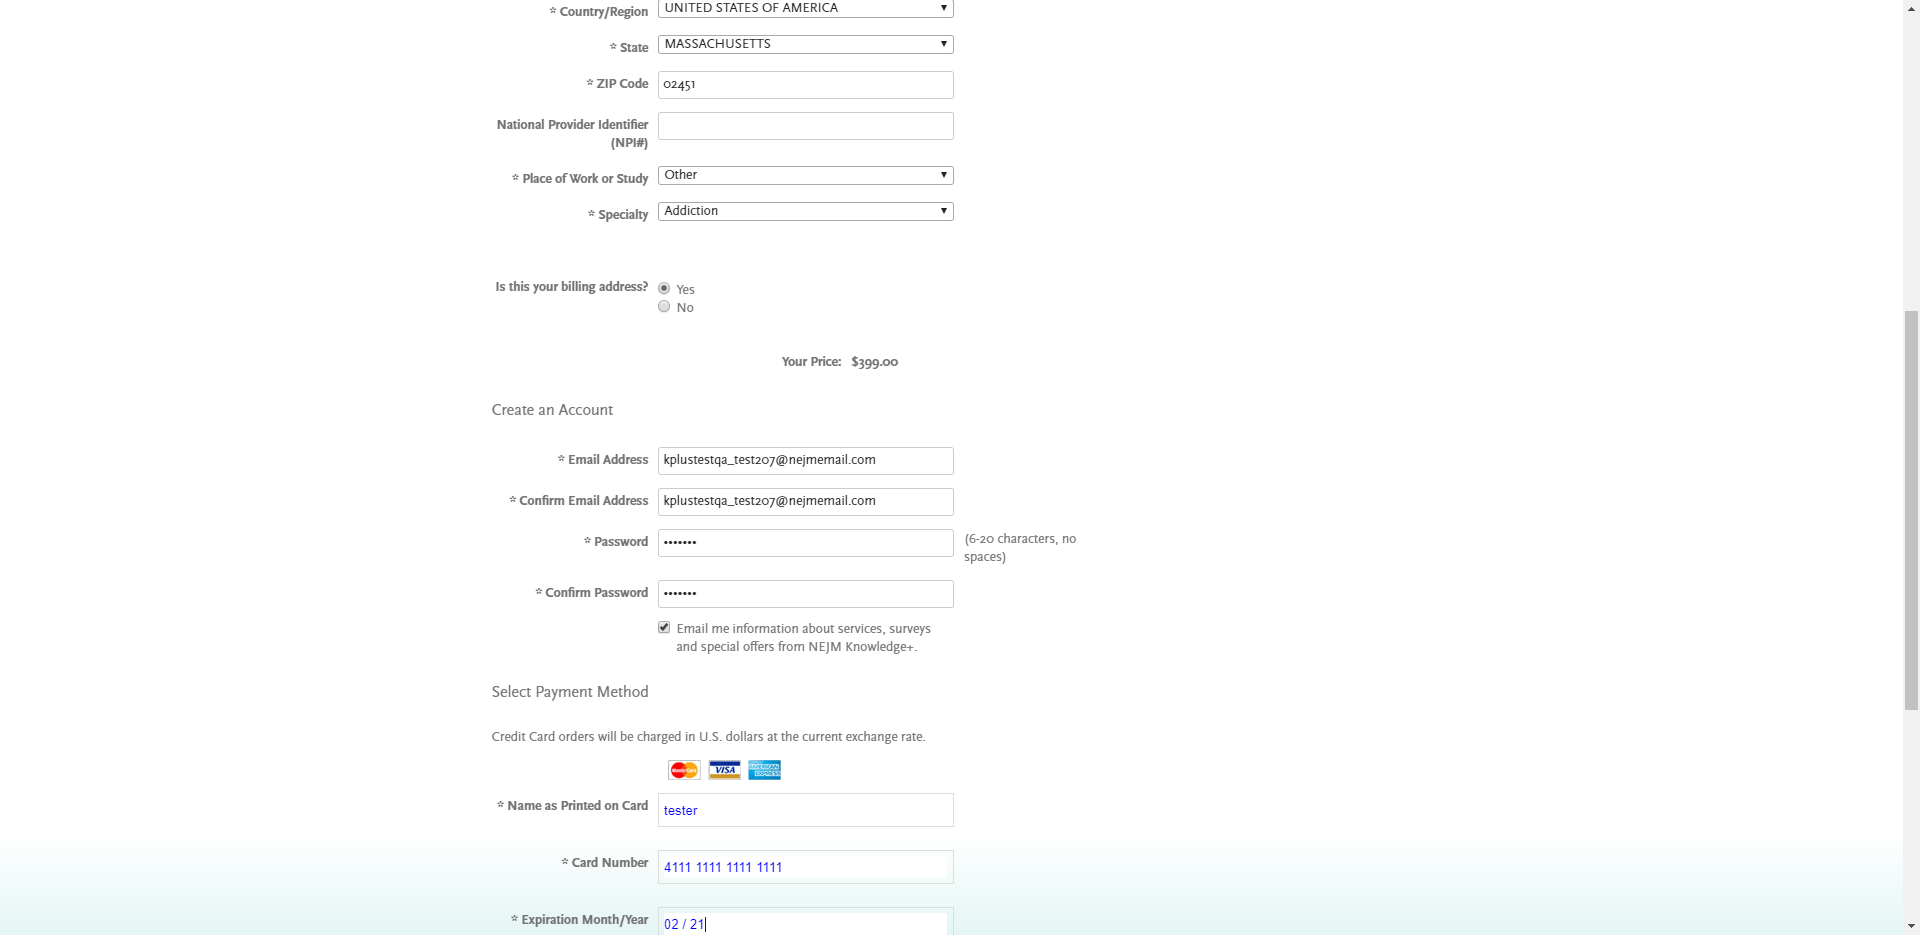 * Country/Region UNITED STATES OF AMERICA
* State MASSACHUSETTS
* ZIP Code 02451
National Provider Identifier
(NPI#)
* Place of Work or Study Other
* Specialty Addiction
Is this your billing address? Yes
No
Your Price: $399.00
Create an Account
* Email Address kplustestqa_test207@nejmemail.com
* Confirm Email Address kplustestqa_test207@nejmemail.com
* Password ••••••• (6-20 characters, no
spaces)
* Confirm Password •••••••
Email me information about services, surveys
and special offers from NEJM Knowledge+.
Select Payment Method
Credit Card orders will be charged in U.S. dollars at the current exchange rate.
MasterCard VISA AMERICAN EXPRESS
* Name as Printed on Card tester
* Card Number 4111 1111 1111 1111
* Expiration Month/Year 02 / 21